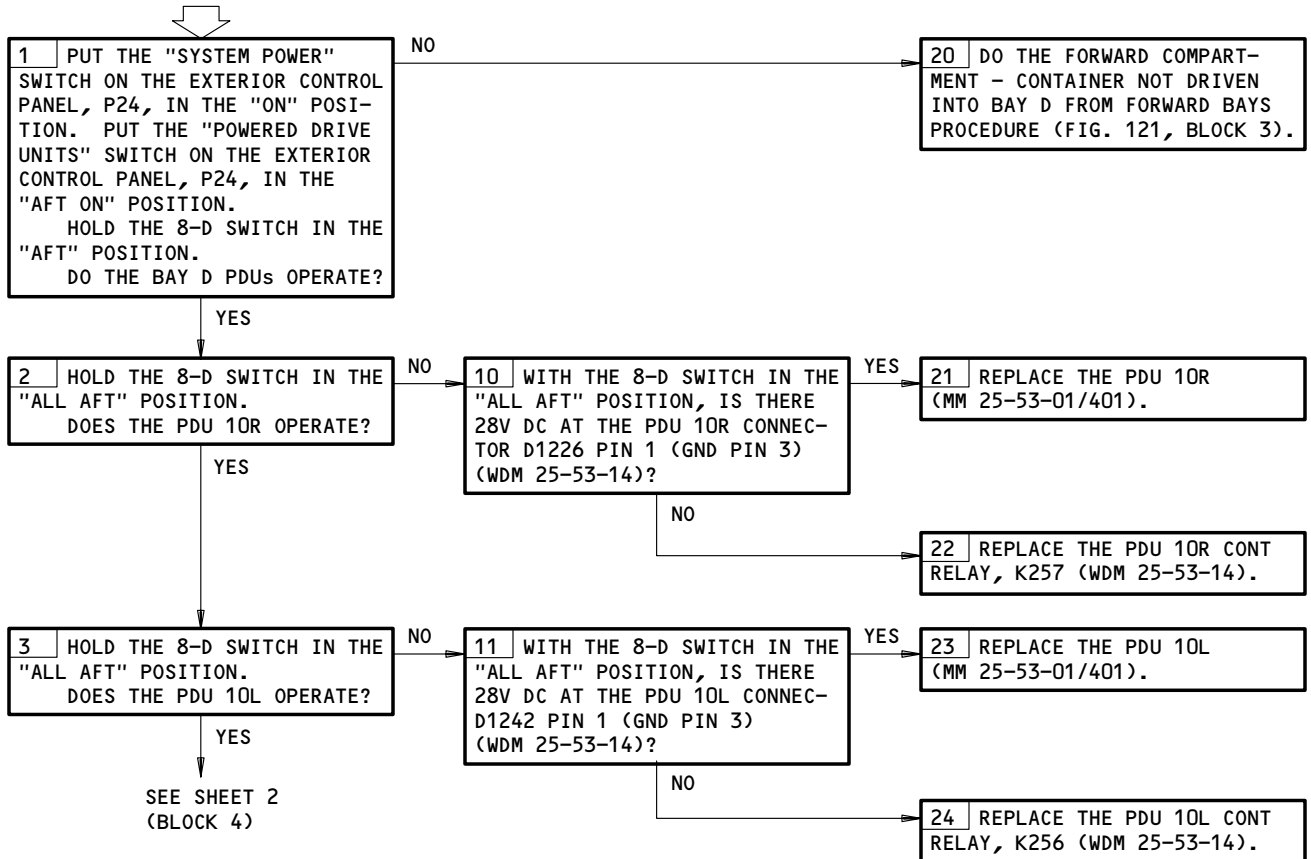 1 PUT THE "SYSTEM POWER"
SWITCH ON THE EXTERIOR CONTROL
PANEL, P24, IN THE "ON" POSI-
TION. PUT THE "POWERED DRIVE
UNITS" SWITCH ON THE EXTERIOR
CONTROL PANEL, P24, IN THE
"AFT ON" POSITION.
HOLD THE 8-D SWITCH IN THE
"AFT" POSITION.
DO THE BAY D PDUs OPERATE?
NO
20 DO THE FORWARD COMPART-
MENT - CONTAINER NOT DRIVEN
INTO BAY D FROM FORWARD BAYS
PROCEDURE (FIG. 121, BLOCK 3).
YES
2 HOLD THE 8-D SWITCH IN THE
"ALL AFT" POSITION.
DOES THE PDU 10R OPERATE?
NO
10 WITH THE 8-D SWITCH IN THE
"ALL AFT" POSITION, IS THERE
28V DC AT THE PDU 10R CONNEC-
TOR D1226 PIN 1 (GND PIN 3)
(WDM 25-53-14)?
YES
21 REPLACE THE PDU 10R
(MM 25-53-01/401).
YES
NO
22 REPLACE THE PDU 10R CONT
RELAY, K257 (WDM 25-53-14).
3 HOLD THE 8-D SWITCH IN THE
"ALL AFT" POSITION.
DOES THE PDU 10L OPERATE?
NO
11 WITH THE 8-D SWITCH IN THE
"ALL AFT" POSITION, IS THERE
28V DC AT THE PDU 10L CONNEC-
D1242 PIN 1 (GND PIN 3)
(WDM 25-53-14)?
YES
23 REPLACE THE PDU 10L
(MM 25-53-01/401).
YES
SEE SHEET 2
(BLOCK 4)
NO
24 REPLACE THE PDU 10L CONT
RELAY, K256 (WDM 25-53-14).